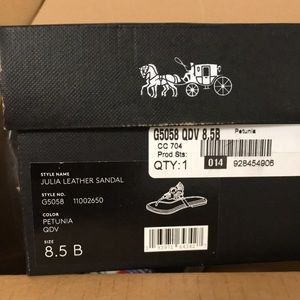 G5058 QDV 8.5B
Petunia
CC 704
Prod Sts:
QTY:1
014
928454906
STYLE NAME
JULIA LEATHER SANDAL
STYLE NO.
G5058 11002650
COLOR
PETUNIA
QDV
SIZE
8.5 B